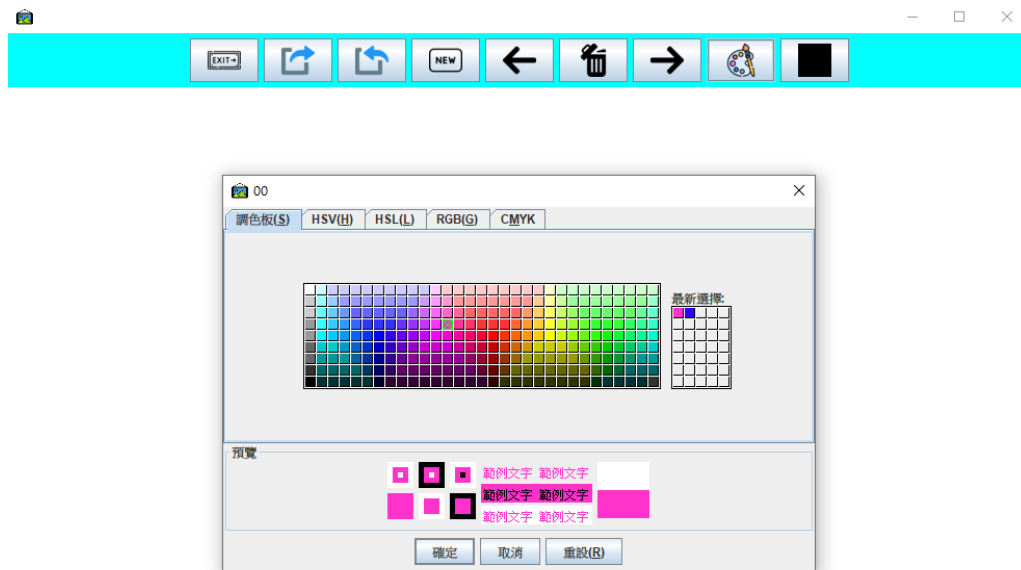 EXIT
NEW
00
調色板(S) HSV(H) HSL(L) RGB(G) CMYK
最新選擇:
預覽
範例文字 範例文字
範例文字 範例文字
範例文字 範例文字
確定 取消 重設(R)